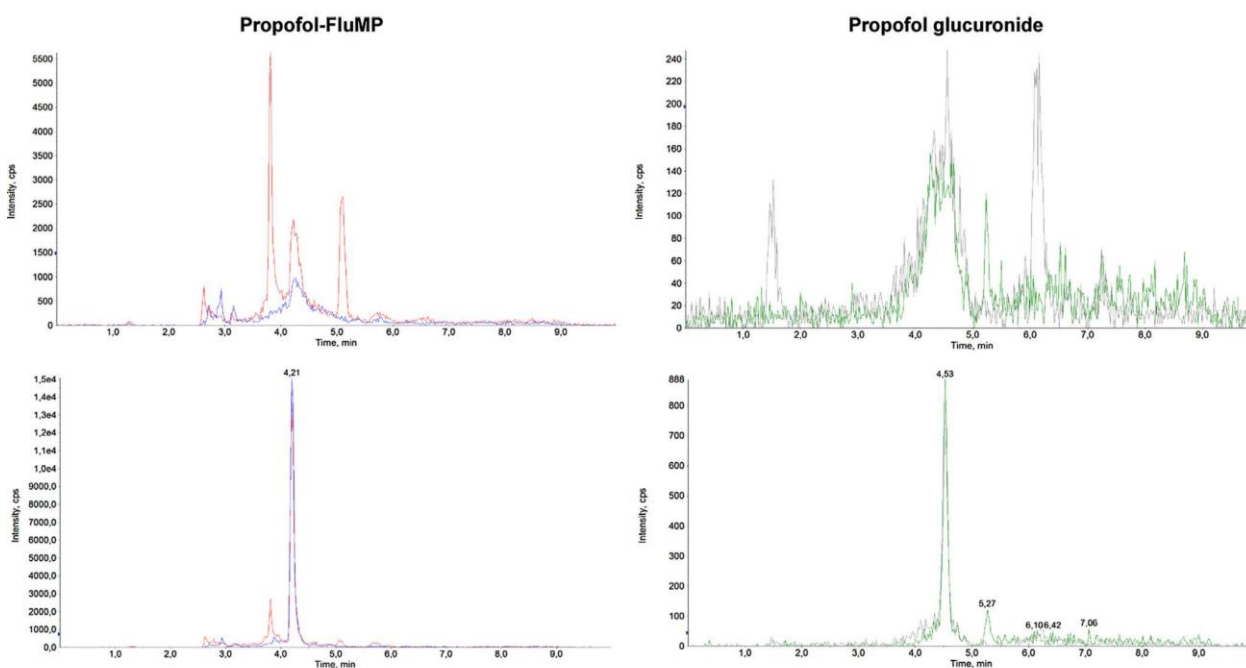 Propofol-FluMP
Propofol glucuronide
Intensity, cps
5500
5000
4500
4000
3500
3000
2500
2000
1500
1000
500
0
1,0 2,0 3,0 4,0 5,0 6,0 7,0 8,0 9,0
Time, min
Intensity, cps
240
220
200
180
160
140
120
100
80
60
40
20
0
1,0 2,0 3,0 4,0 5,0 6,0 7,0 8,0 9,0
Time, min
Intensity, cps
1,5e4
1,4e4
1,3e4
1,2e4
1,1e4
1,0e4
9000,0
8000,0
7000,0
6000,0
5000,0
4000,0
3000,0
2000,0
1000,0
0,0
4,21
1,0 2,0 3,0 4,0 5,0 6,0 7,0 8,0 9,0
Time, min
Intensity, cps
888
800
700
600
500
400
300
200
100
0
4,53
5,27
6,10 6,42
7,06
1,0 2,0 3,0 4,0 5,0 6,0 7,0 8,0 9,0
Time, min